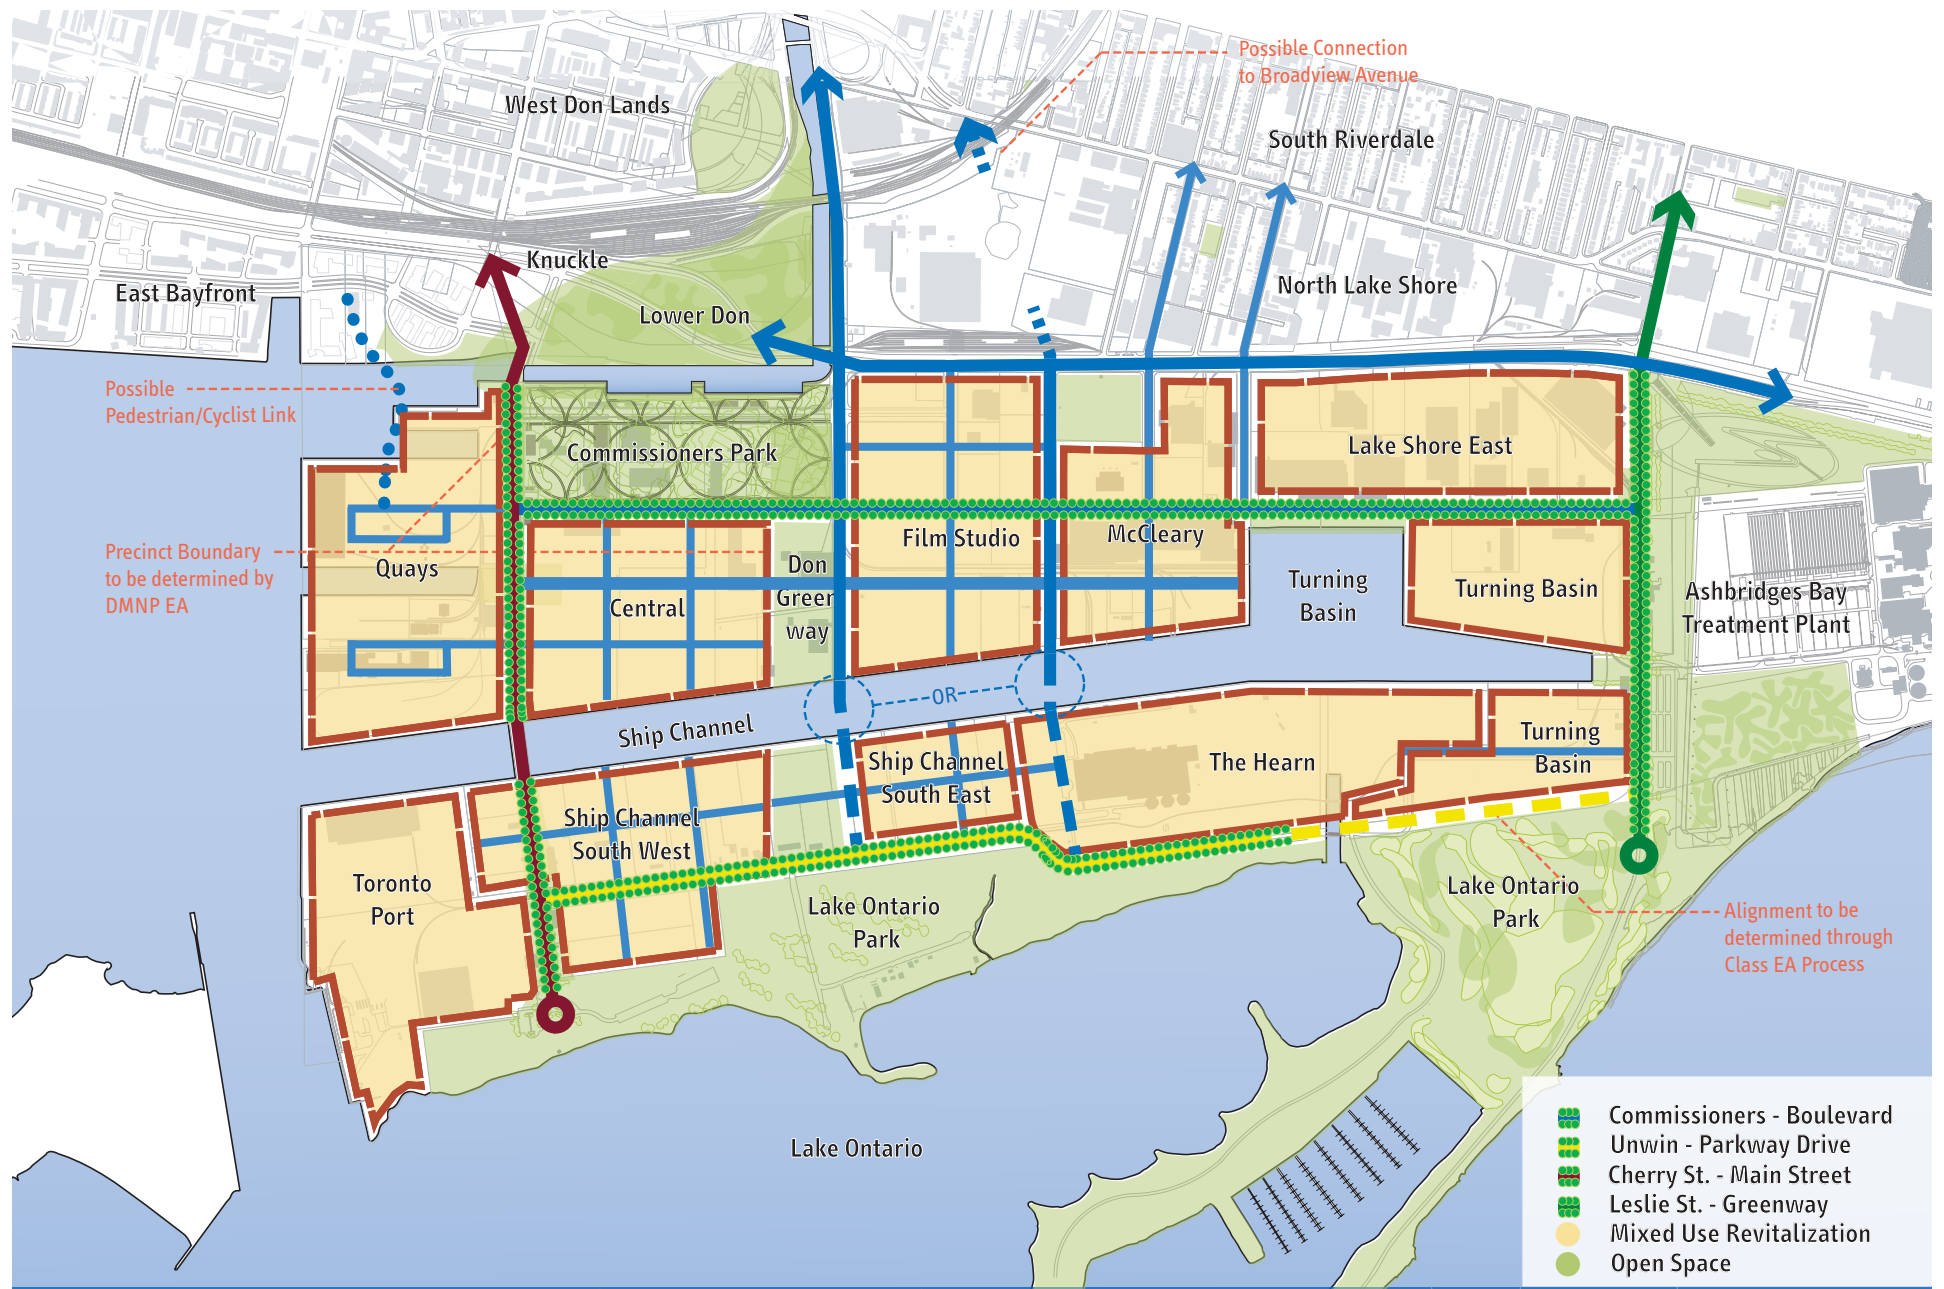 Possible Connection
to Broadview Avenue
West Don Lands
South Riverdale
Knuckle
East Bayfront
North Lake Shore
Lower Don
Possible
Pedestrian/Cyclist Link
Commissioners Park
Lake Shore East
Film Studio
McCleary
Precinct Boundary
to be determined by
DMNP EA
Quays
Don
Green
way
Central
Turning
Basin
Turning Basin
Ashbridges Bay
Treatment Plant
OR
Ship Channel
Ship Channel
South East
The Hearn
Turning
Basin
Ship Channel
South West
Toronto
Port
Lake Ontario
Park
Lake Ontario
Park
Alignment to be
determined through
Class EA Process
Lake Ontario
Commissioners - Boulevard
Unwin - Parkway Drive
Cherry St. - Main Street
Leslie St. - Greenway
Mixed Use Revitalization
Open Space